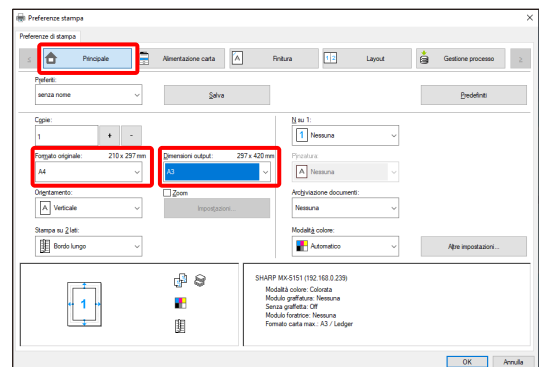 Preferenze stampa
Preferenze di stampa
Principale
Alimentazione carta
A
Finitura
1 2
Layout
Gestione processo
Preferiti:
senza nome
Salva
Predefiniti
Copie:
1
+
-
N su 1:
1 Nessuna
Formato originale: 210 x 297 mm
A4
Dimensioni output: 297 x 420 mm
A3
Pinzatura:
A Nessuna
Orientamento:
A Verticale
Zoom
Impostazioni...
Archiviazione documenti:
Nessuna
Stampa su 2 lati:
Bordo lungo
Modalità colore:
Automatico
Altre impostazioni...
1
SHARP MX-5151 (192.168.0.239)
Modalità colore: Colorata
Modulo graffatura: Nessuna
Senza graffetta: Off
Modulo foratrice: Nessuna
Formato carta max.: A3 / Ledger
OK
Annulla